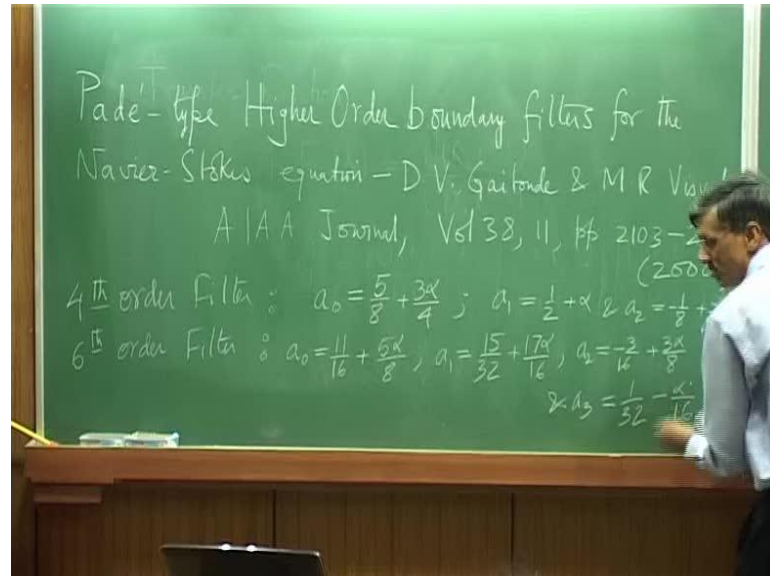 Padé-type Higher Order boundary filters for the
Navier-Stokes equation - D V. Gaitonde & M R
AIAA Journal, Vol 38, 11, pp 2103-
(2000
4th order Filter : a₀ = 5/8 + 3α/4 ; a₁ = 1/2 + α & a₂ = -1/8 +
6th order Filter : a₀ = 11/16 + 5α/8 , a₁ = 15/32 + 17α/16 , a₂ = -3/16 + 3α/8
& a₃ = 1/32 - α/16